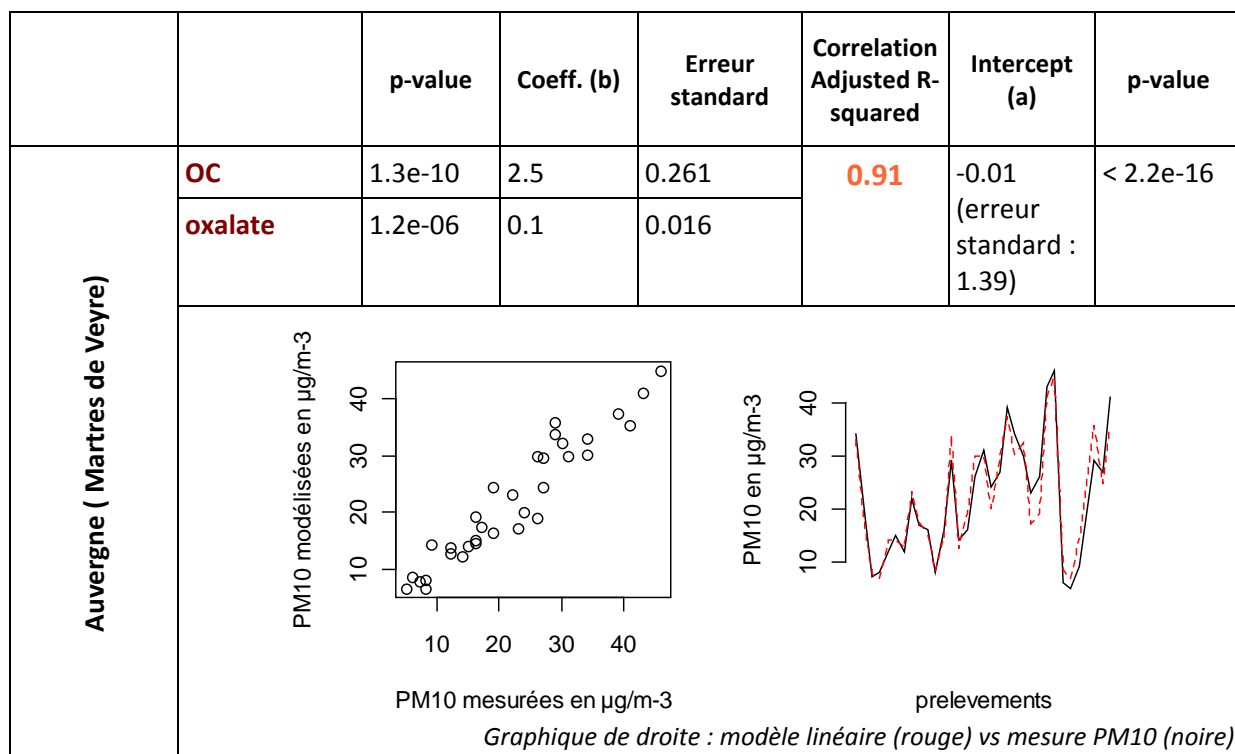 p-value
Coeff. (b)
Erreur
standard
Correlation
Adjusted R-
squared
Intercept
(a)
p-value
Auvergne ( Martres de Veyre)
OC
1.3e-10
2.5
0.261
0.91
-0.01
(erreur
standard :
1.39)
< 2.2e-16
oxalate
1.2e-06
0.1
0.016
PM10 modélisées en µg/m-3
40
30
20
10
10 20 30 40
PM10 mesurées en µg/m-3
PM10 en µg/m-3
40
30
20
10
prelevements
Graphique de droite : modèle linéaire (rouge) vs mesure PM10 (noire)